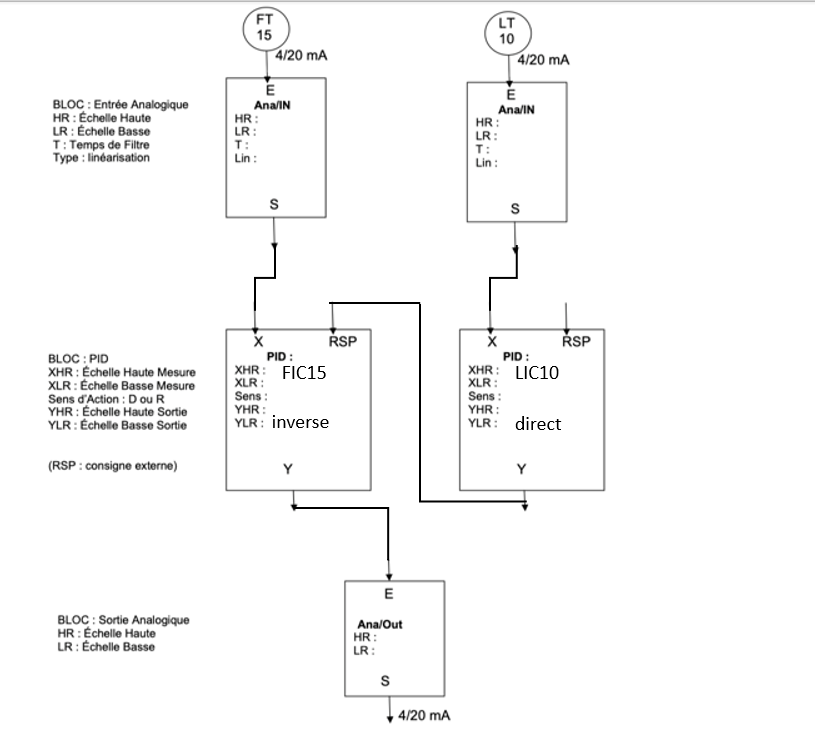 FT
15
4/20 mA
LT
10
4/20 mA
BLOC : Entrée Analogique
HR : Échelle Haute
LR : Échelle Basse
T : Temps de Filtre
Type : linéarisation
E
Ana/IN
HR :
LR :
T :
Lin :
S
E
Ana/IN
HR :
LR :
T :
Lin :
S
BLOC : PID
XHR : Échelle Haute Mesure
XLR : Échelle Basse Mesure
Sens d'Action : D ou R
YHR : Échelle Haute Sortie
YLR : Échelle Basse Sortie
(RSP : consigne externe)
X RSP
PID :
XHR : FIC15
XLR :
Sens :
YHR :
YLR : inverse
Y
X RSP
PID :
XHR : LIC10
XLR :
Sens :
YHR :
YLR : direct
Y
BLOC : Sortie Analogique
HR : Échelle Haute
LR : Échelle Basse
E
Ana/Out
HR :
LR :
S
4/20 mA